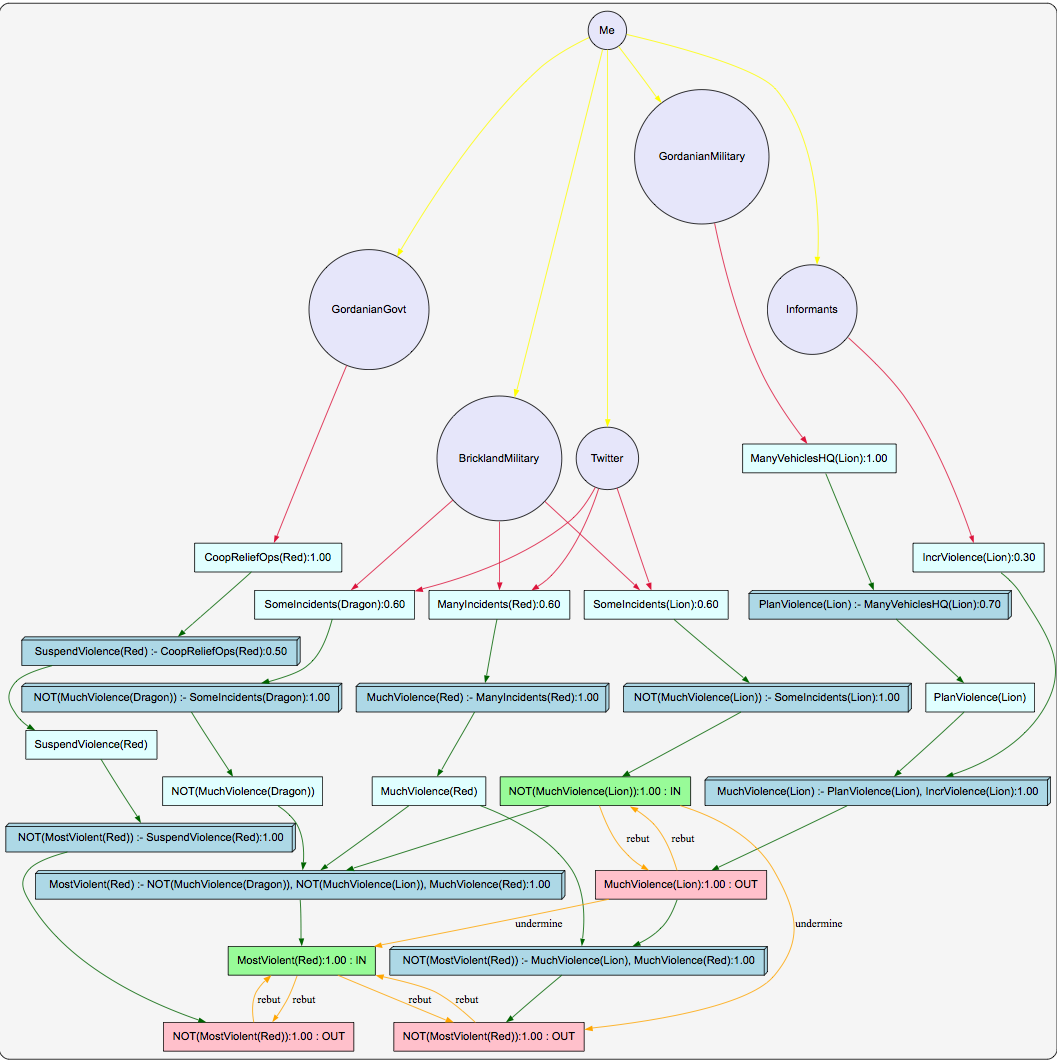 Me
GordanianMilitary
GordanianGovt
Informants
BricklandMilitary
Twitter
ManyVehiclesHQ(Lion):1.00
CoopReliefOps(Red):1.00
IncrViolence(Lion):0.30
SomeIncidents(Dragon):0.60
ManyIncidents(Red):0.60
SomeIncidents(Lion):0.60
PlanViolence(Lion) :- ManyVehiclesHQ(Lion):0.70
SuspendViolence(Red) :- CoopReliefOps(Red):0.50
NOT(MuchViolence(Dragon)) :- SomeIncidents(Dragon):1.00
MuchViolence(Red) :- ManyIncidents(Red):1.00
NOT(MuchViolence(Lion)) :- SomeIncidents(Lion):1.00
PlanViolence(Lion)
SuspendViolence(Red)
NOT(MuchViolence(Dragon))
MuchViolence(Red)
NOT(MuchViolence(Lion)):1.00 : IN
MuchViolence(Lion) :- PlanViolence(Lion), IncrViolence(Lion):1.00
NOT(MostViolent(Red)) :- SuspendViolence(Red):1.00
rebut
rebut
MostViolent(Red) :- NOT(MuchViolence(Dragon)), NOT(MuchViolence(Lion)), MuchViolence(Red):1.00
MuchViolence(Lion):1.00 : OUT
undermine
undermine
MostViolent(Red):1.00 : IN
NOT(MostViolent(Red)) :- MuchViolence(Lion), MuchViolence(Red):1.00
rebut
rebut
rebut
rebut
NOT(MostViolent(Red)):1.00 : OUT
NOT(MostViolent(Red)):1.00 : OUT